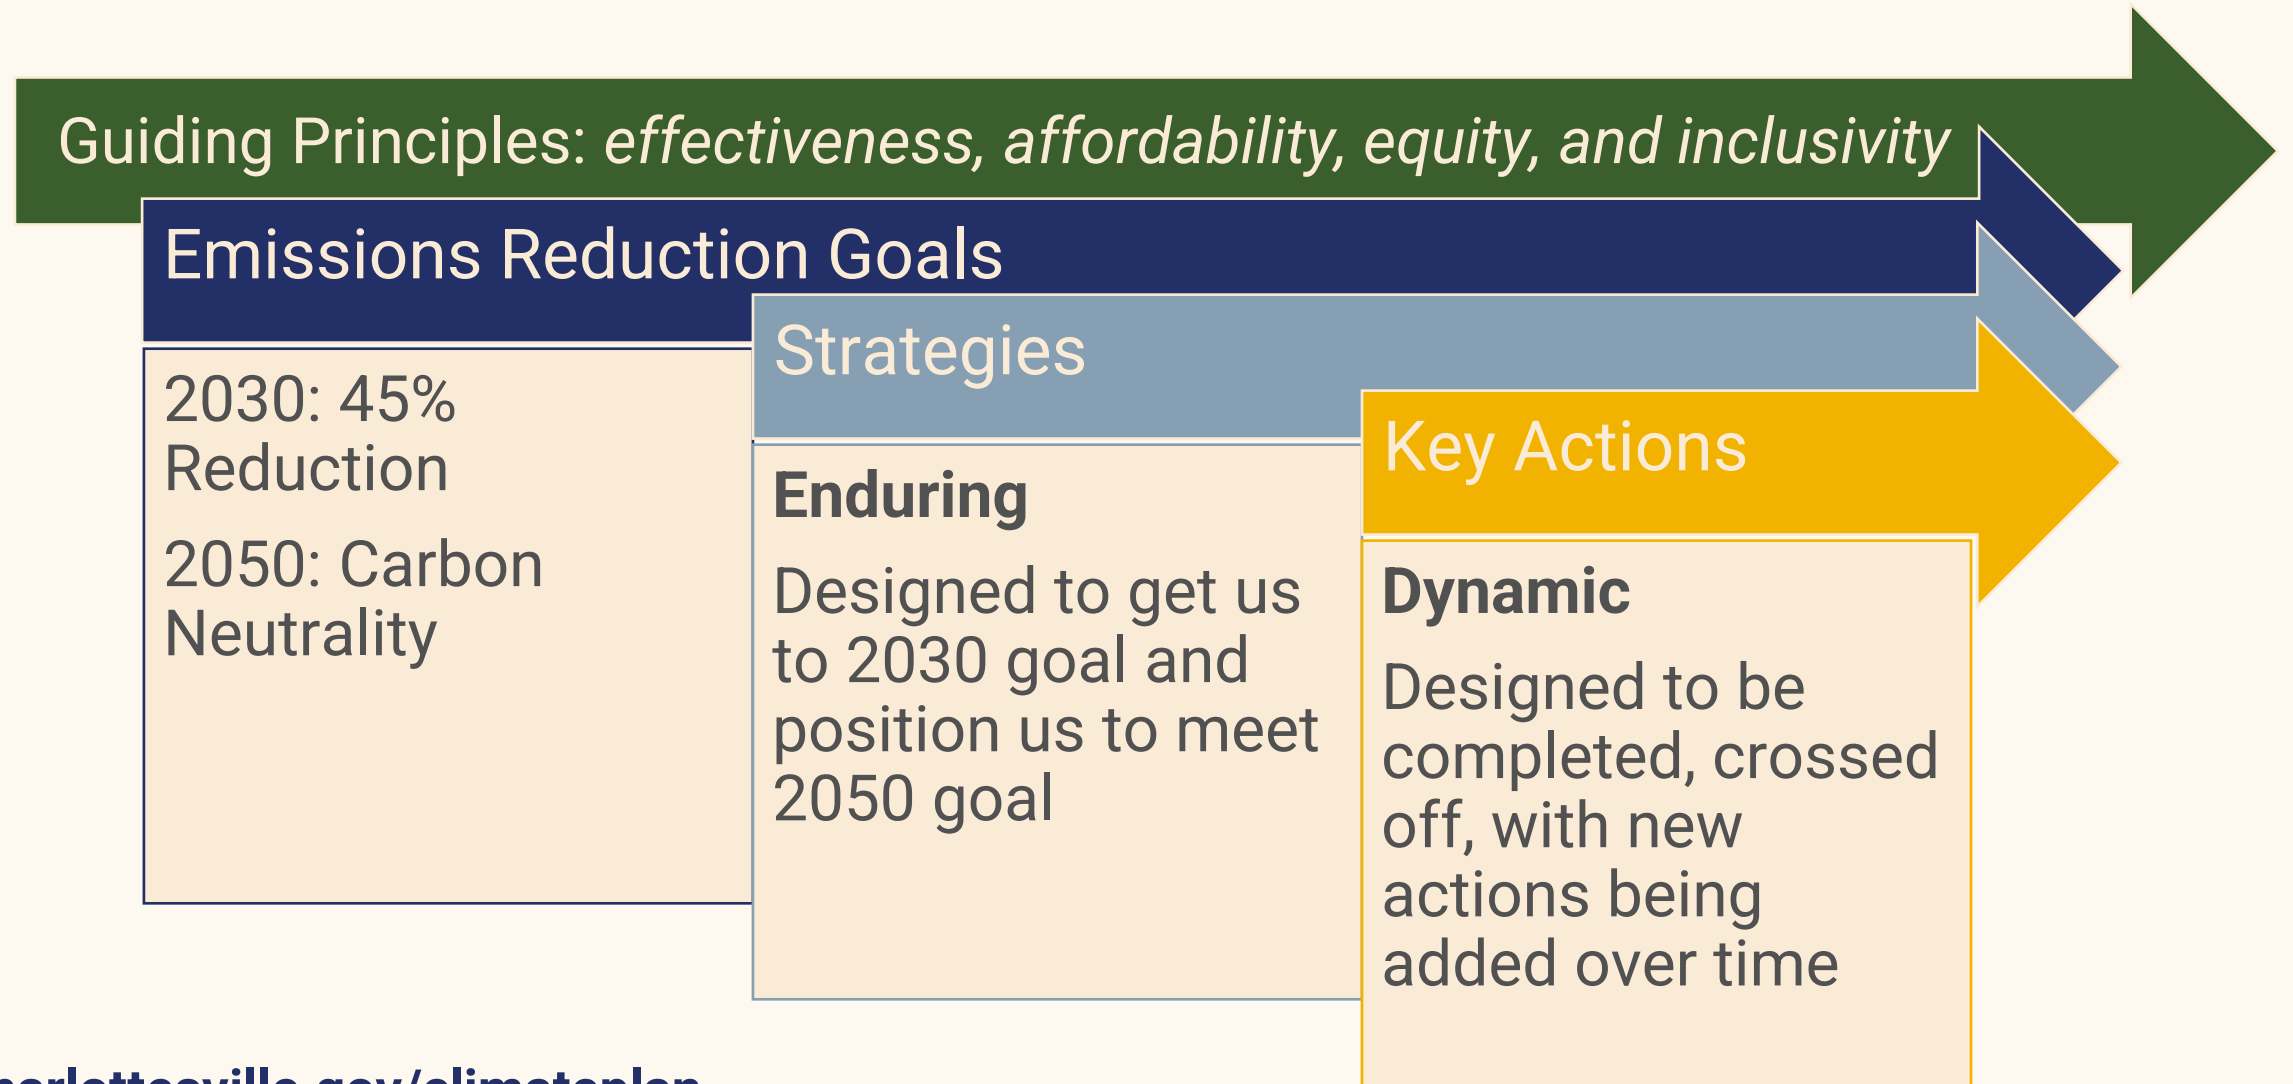 Guiding Principles: effectiveness, affordability, equity, and inclusivity
Emissions Reduction Goals
2030: 45%
Reduction
2050: Carbon
Neutrality
Strategies
Enduring
Designed to get us
to 2030 goal and
position us to meet
2050 goal
Key Actions
Dynamic
Designed to be
completed, crossed
off, with new
actions being
added over time